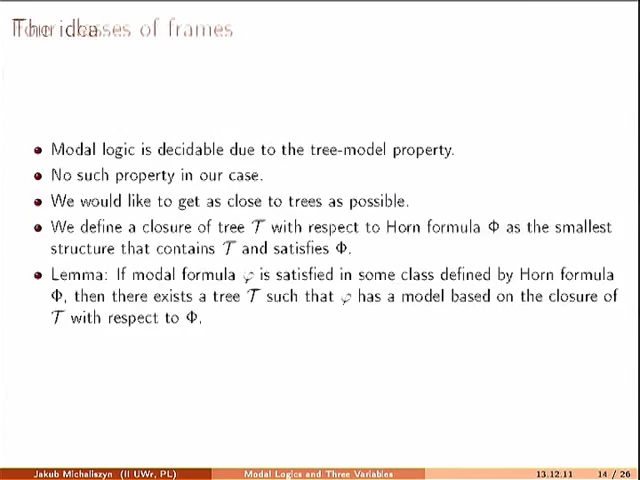 The idea
Four classes of frames
Modal logic is decidable due to the tree-model property.
No such property in our case.
We would like to get as close to trees as possible.
We define a closure of tree 𝒯 with respect to Horn formula Φ as the smallest
structure that contains 𝒯 and satisfies Φ.
Lemma: If modal formula φ is satisfied in some class defined by Horn formula
Φ, then there exists a tree 𝒯 such that φ has a model based on the closure of
𝒯 with respect to Φ.
Jakub Michaliszyn (II UWr, PL) Modal Logics and Three Variables 13.12.11 14 / 26